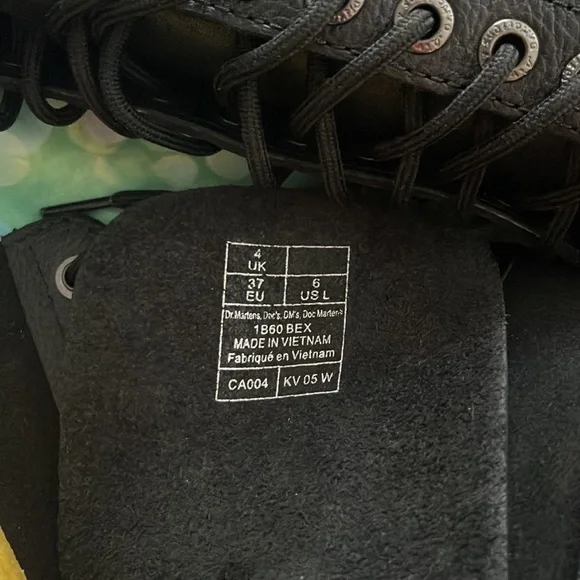 4
UK
37 6
EU US L
Dr.Martens, Doc's, DM's, Doc Martens
1B60 BEX
MADE IN VIETNAM
Fabriqué en Vietnam
CA004 KV 05 W